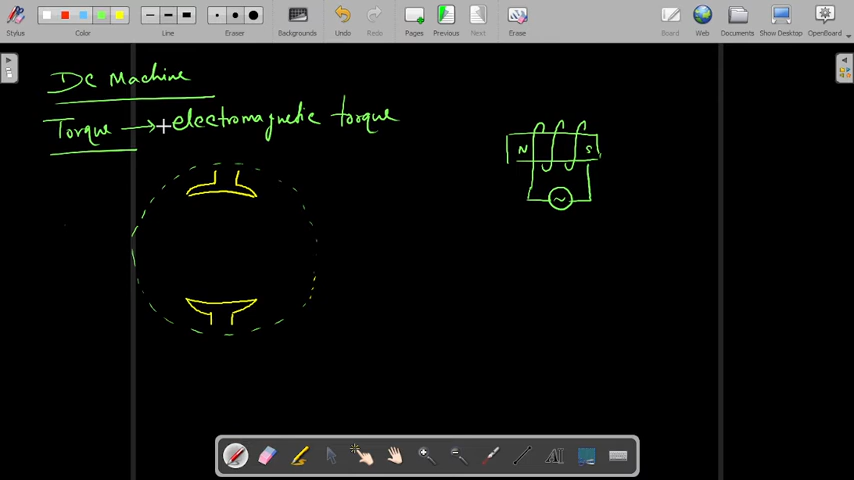 Stylus Color Line Eraser Backgrounds Undo Redo Pages Previous Next Erase Board Web Documents Show Desktop OpenBoard
DC Machine
Torque → electromagnetic torque
N S
~
AI